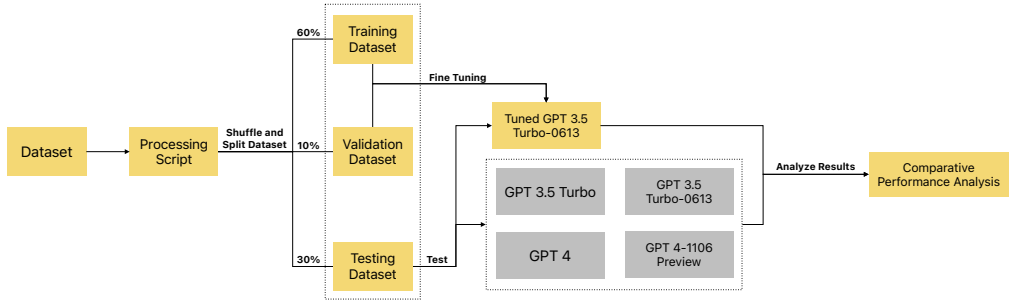 Dataset
Processing
Script
Shuffle and
Split Dataset
60%
10%
30%
Training
Dataset
Validation
Dataset
Testing
Dataset
Fine Tuning
Test
Tuned GPT 3.5
Turbo-0613
GPT 3.5 Turbo
GPT 3.5
Turbo-0613
GPT 4
GPT 4-1106
Preview
Analyze Results
Comparative
Performance Analysis